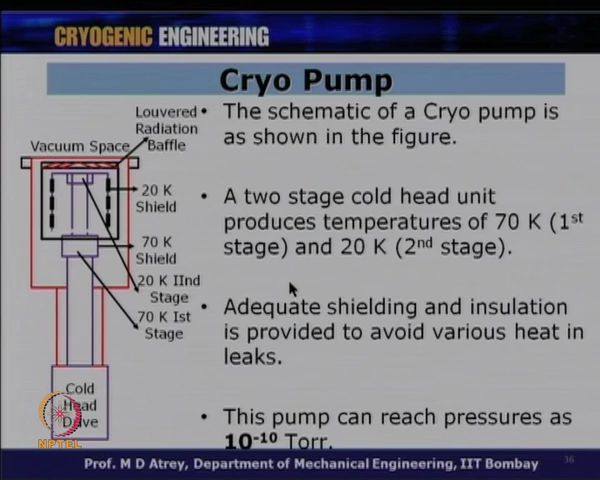 CRYOGENIC ENGINEERING
Cryo Pump
Louvered
Radiation
Baffle
Vacuum Space
20 K
Shield
70 K
Shield
20 K IInd
Stage
70 K Ist
Stage
Cold
Head
Drive
NPTEL
• The schematic of a Cryo pump is
as shown in the figure.
• A two stage cold head unit
produces temperatures of 70 K (1st
stage) and 20 K (2nd stage).
• Adequate shielding and insulation
is provided to avoid various heat in
leaks.
• This pump can reach pressures as
10-10 Torr.
36
Prof. M D Atrey, Department of Mechanical Engineering, IIT Bombay